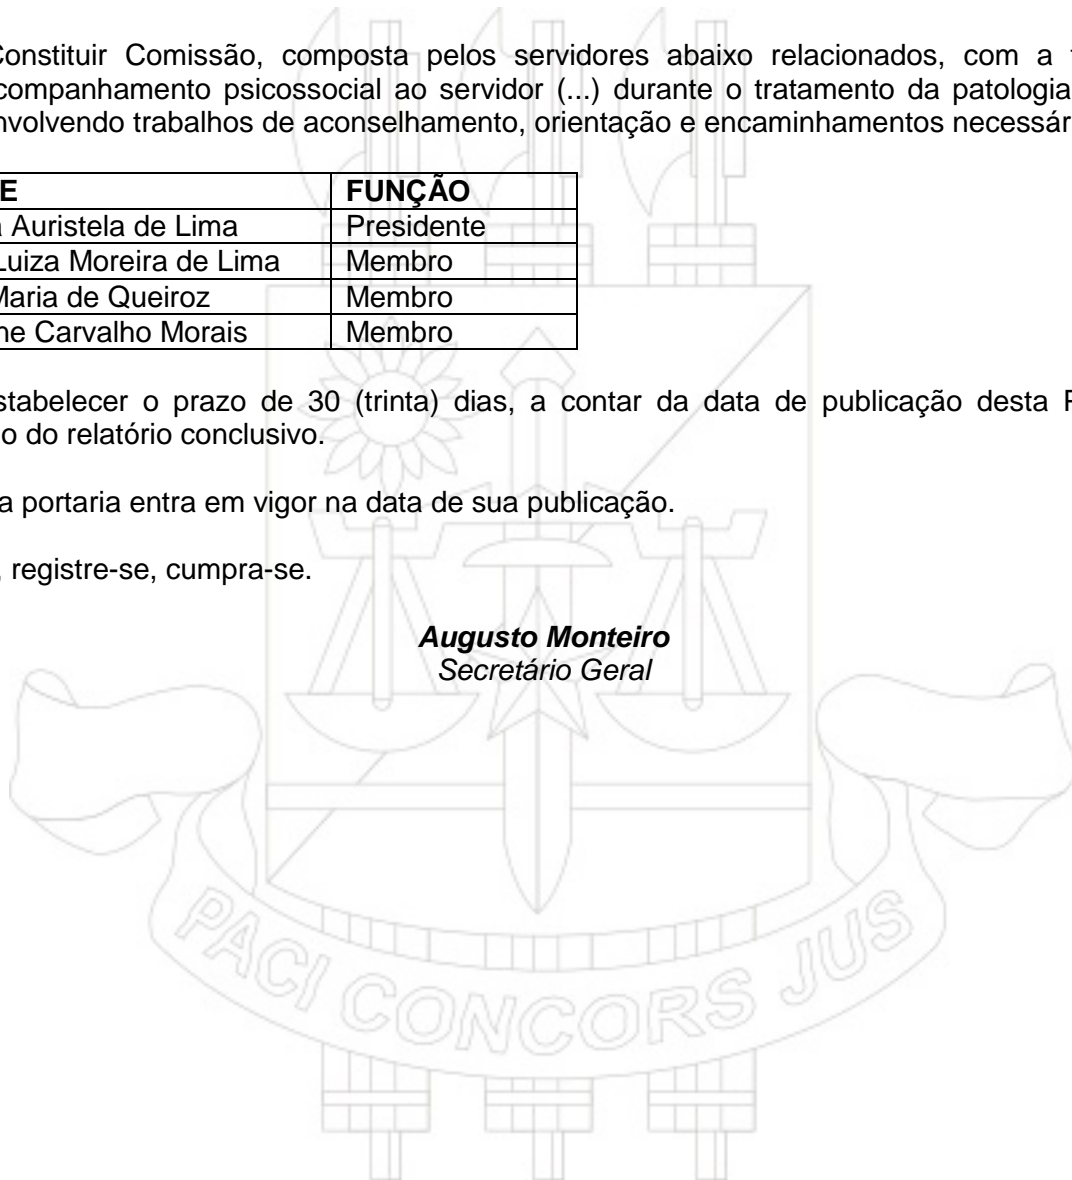 Constituir Comissão, composta pelos servidores abaixo relacionados, com a
companhamento psicossocial ao servidor (...) durante o tratamento da patologia
nvolvendo trabalhos de aconselhamento, orientação e encaminhamentos necessár
E FUNÇÃO
a Auristela de Lima Presidente
Luiza Moreira de Lima Membro
Maria de Queiroz Membro
ne Carvalho Morais Membro
stabelecer o prazo de 30 (trinta) dias, a contar da data de publicação desta P
o do relatório conclusivo.
a portaria entra em vigor na data de sua publicação.
, registre-se, cumpra-se.
Augusto Monteiro
Secretário Geral
PACI CONCORS JUS